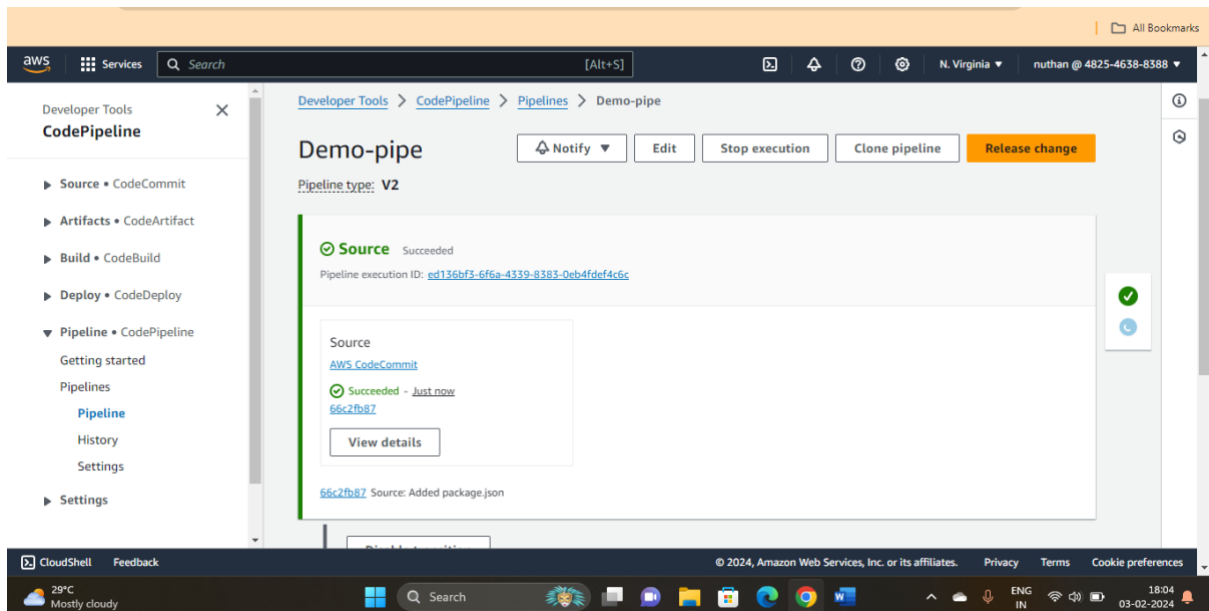 All Bookmarks
aws Services Search [Alt+S] N. Virginia ▼ nuthan @ 4825-4638-8388 ▼
Developer Tools
CodePipeline
Source • CodeCommit
Artifacts • CodeArtifact
Build • CodeBuild
Deploy • CodeDeploy
Pipeline • CodePipeline
Getting started
Pipelines
Pipeline
History
Settings
Settings
Developer Tools > CodePipeline > Pipelines > Demo-pipe
Demo-pipe
Notify ▼ Edit Stop execution Clone pipeline Release change
Pipeline type: V2
Source Succeeded
Pipeline execution ID: ed136bf3-6f6a-4339-8383-0eb4fdef4c6c
Source
AWS CodeCommit
Succeeded - Just now
66c2fb87
View details
66c2fb87 Source: Added package.json
CloudShell Feedback © 2024, Amazon Web Services, Inc. or its affiliates. Privacy Terms Cookie preferences
29°C
Mostly cloudy
Search
ENG
IN
18:04
03-02-2024